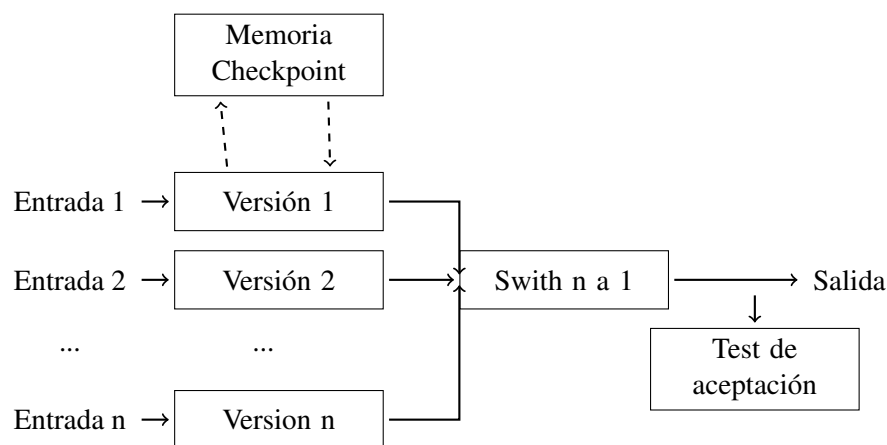 Memoria
Checkpoint
Entrada 1
Versión 1
Entrada 2
Versión 2
Swith n a 1
Salida
...
...
Test de
aceptación
Entrada n
Version n